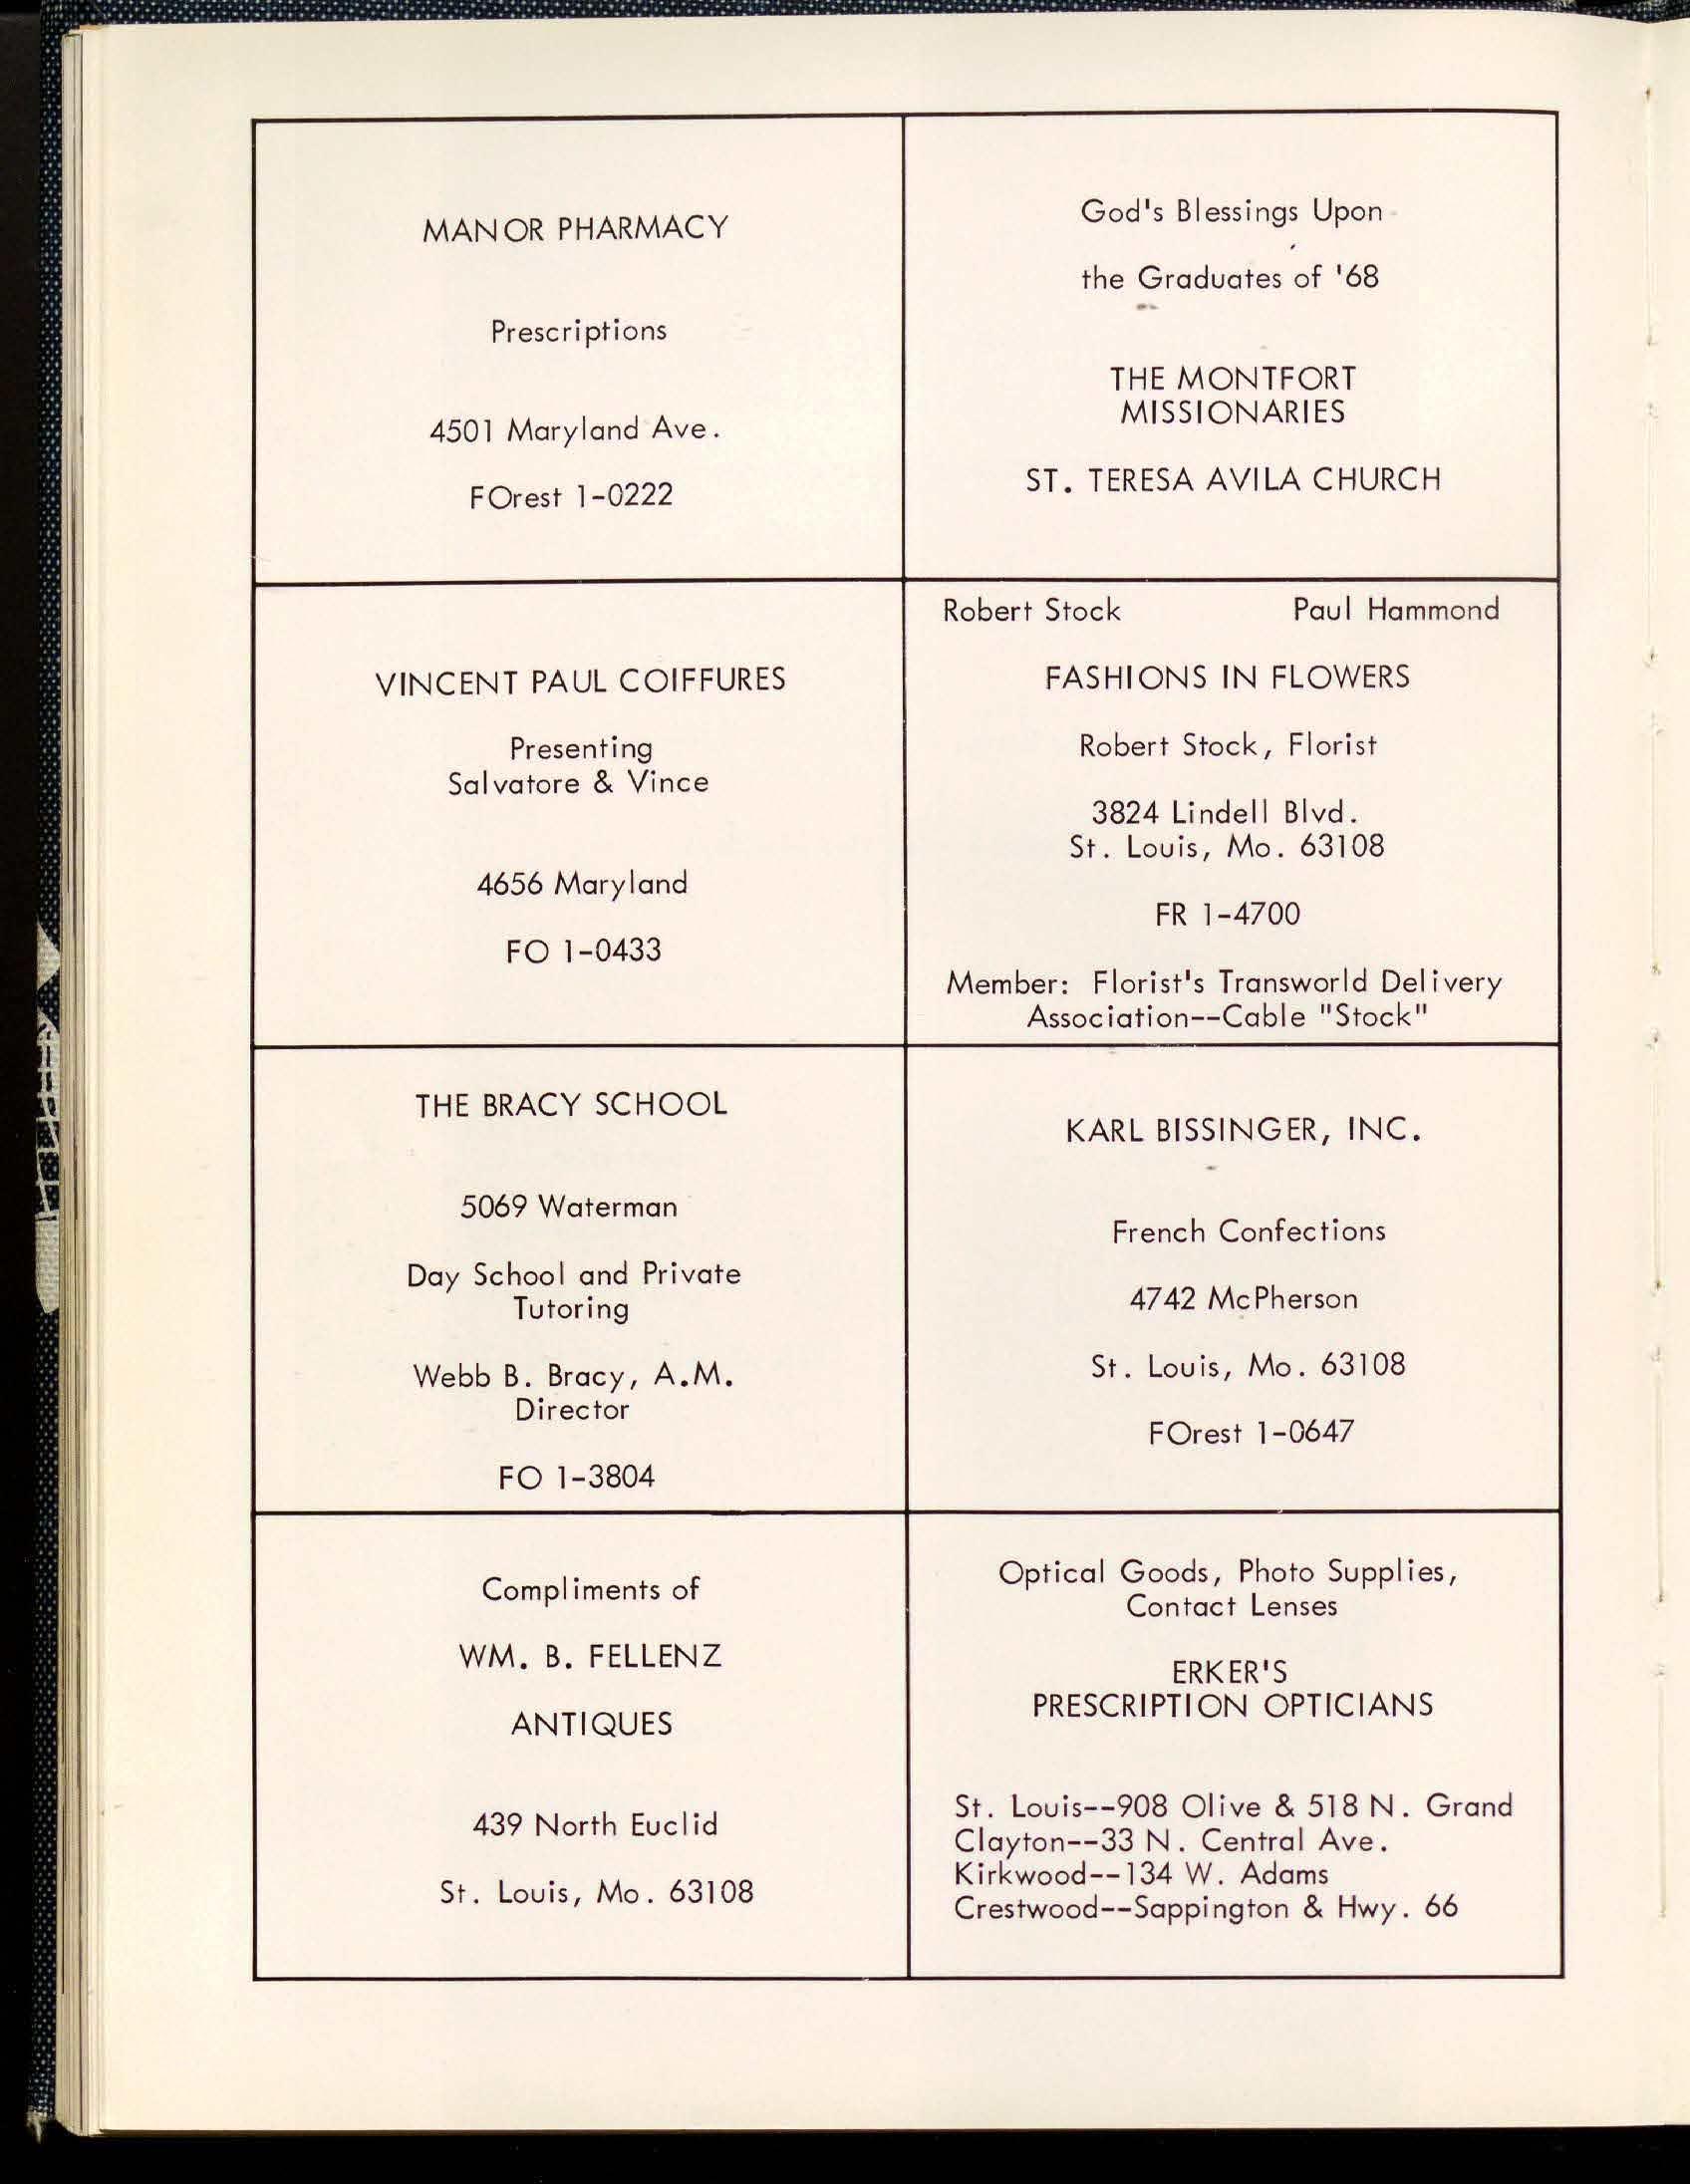 MANOR PHARMACY
Prescriptions
4501 Maryland Ave.
FOrest 1-0222
God's Blessings Upon
the Graduates of '68
THE MONTFORT
MISSIONARIES
ST. TERESA AVILA CHURCH
VINCENT PAUL COIFFURES
Presenting
Salvatore & Vince
4656 Maryland
FO 1-0433
Robert Stock Paul Hammond
FASHIONS IN FLOWERS
Robert Stock, Florist
3824 Lindell Blvd.
St. Louis, Mo. 63108
FR 1-4700
Member: Florist's Transworld Delivery
Association--Cable "Stock"
THE BRACY SCHOOL
5069 Waterman
Day School and Private
Tutoring
Webb B. Bracy, A.M.
Director
FO 1-3804
KARL BISSINGER, INC.
French Confections
4742 McPherson
St. Louis, Mo. 63108
FOrest 1-0647
Compliments of
WM. B. FELLENZ
ANTIQUES
439 North Euclid
St. Louis, Mo. 63108
Optical Goods, Photo Supplies,
Contact Lenses
ERKER'S
PRESCRIPTION OPTICIANS
St. Louis--908 Olive & 518 N. Grand
Clayton--33 N. Central Ave.
Kirkwood--134 W. Adams
Crestwood--Sappington & Hwy. 66